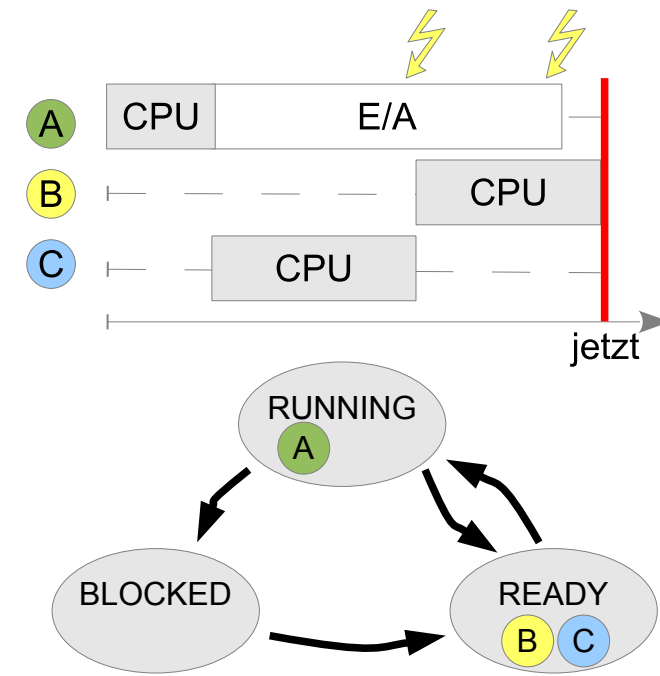 A CPU E/A
B CPU
C CPU
jetzt
RUNNING
A
BLOCKED
READY
B C